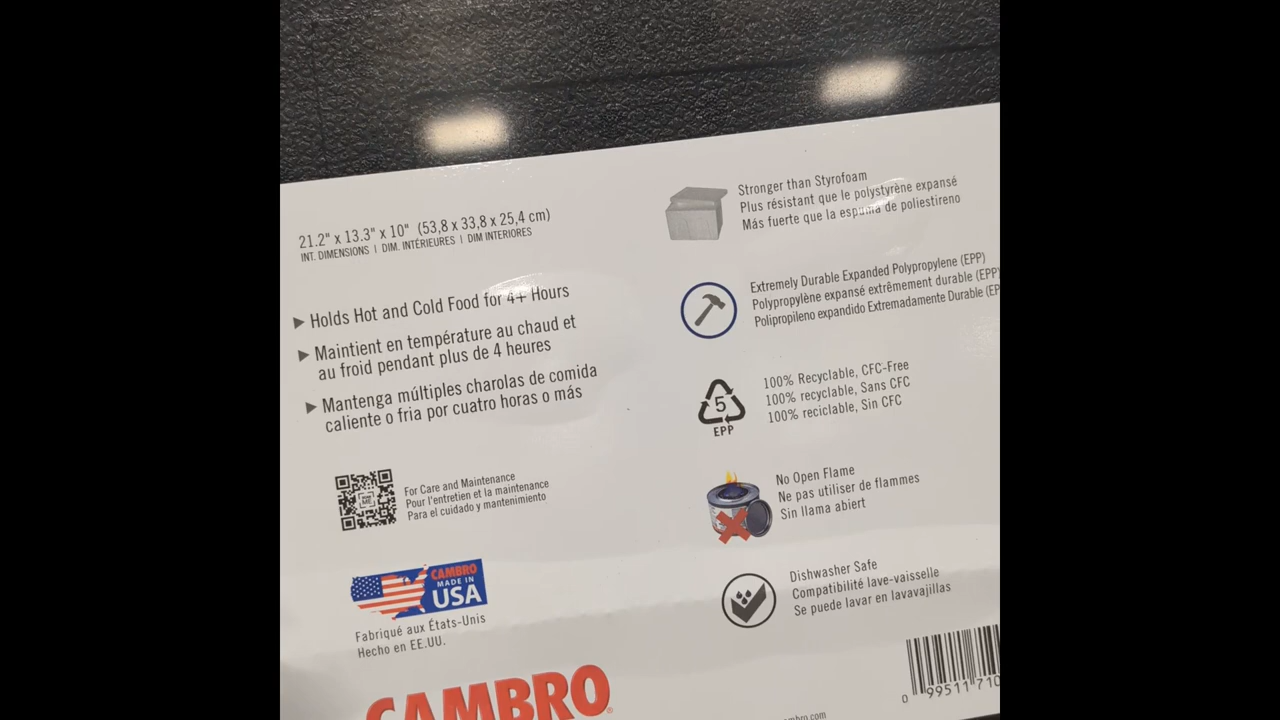 21.2" x 13.3" x 10" (53,8 x 33,8 x 25,4 cm)
INT. DIMENSIONS | DIM. INTÉRIEURES | DIM INTERIORES
Holds Hot and Cold Food for 4+ Hours
Maintient en température au chaud et
au froid pendant plus de 4 heures
Mantenga múltiples charolas de comida
caliente o fria por cuatro horas o más
For Care and Maintenance
Pour l'entretien et la maintenance
Para el cuidado y mantenimiento
CAMBRO
MADE IN
USA
Fabriqué aux États-Unis
Hecho en EE.UU.
CAMBRO
Stronger than Styrofoam
Plus résistant que le polystyrène expansé
Más fuerte que la espuma de poliestireno
Extremely Durable Expanded Polypropylene (EPP)
Polypropylène expansé extrêmement durable (EPP)
Polipropileno expandido Extremadamente Durable (EP
5
EPP
100% Recyclable, CFC-Free
100% recyclable, Sans CFC
100% reciclable, Sin CFC
No Open Flame
Ne pas utiliser de flammes
Sin llama abiert
Dishwasher Safe
Compatibilité lave-vaisselle
Se puede lavar en lavavajillas
0 99511 710
mbro.com